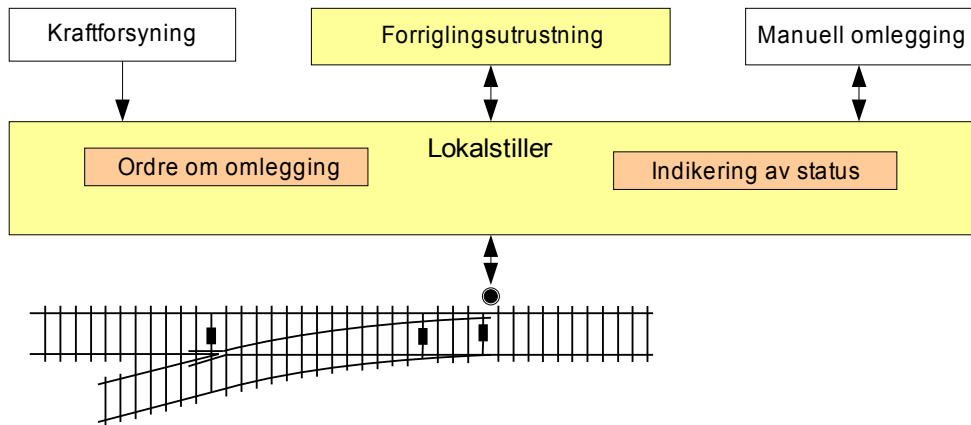 Kraftforsyning
Forriglingsutrustning
Manuell omlegging
Lokalstiller
Ordre om omlegging
Indikering av status